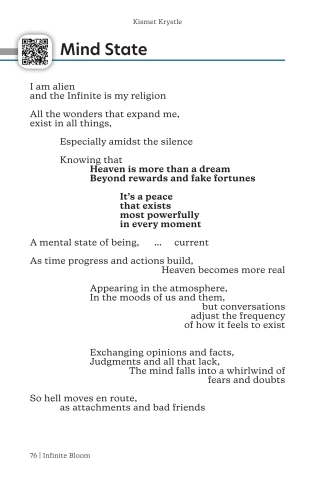 Kismet Krystle
Mind State
I am alien
and the Infinite is my religion
All the wonders that expand me,
exist in all things,
Especially amidst the silence
Knowing that
Heaven is more than a dream
Beyond rewards and fake fortunes
It's a peace
that exists
most powerfully
in every moment
A mental state of being, ... current
As time progress and actions build,
Heaven becomes more real
Appearing in the atmosphere,
In the moods of us and them,
but conversations
adjust the frequency
of how it feels to exist
Exchanging opinions and facts,
Judgments and all that lack,
The mind falls into a whirlwind of
fears and doubts
So hell moves en route,
as attachments and bad friends
76 | Infinite Bloom